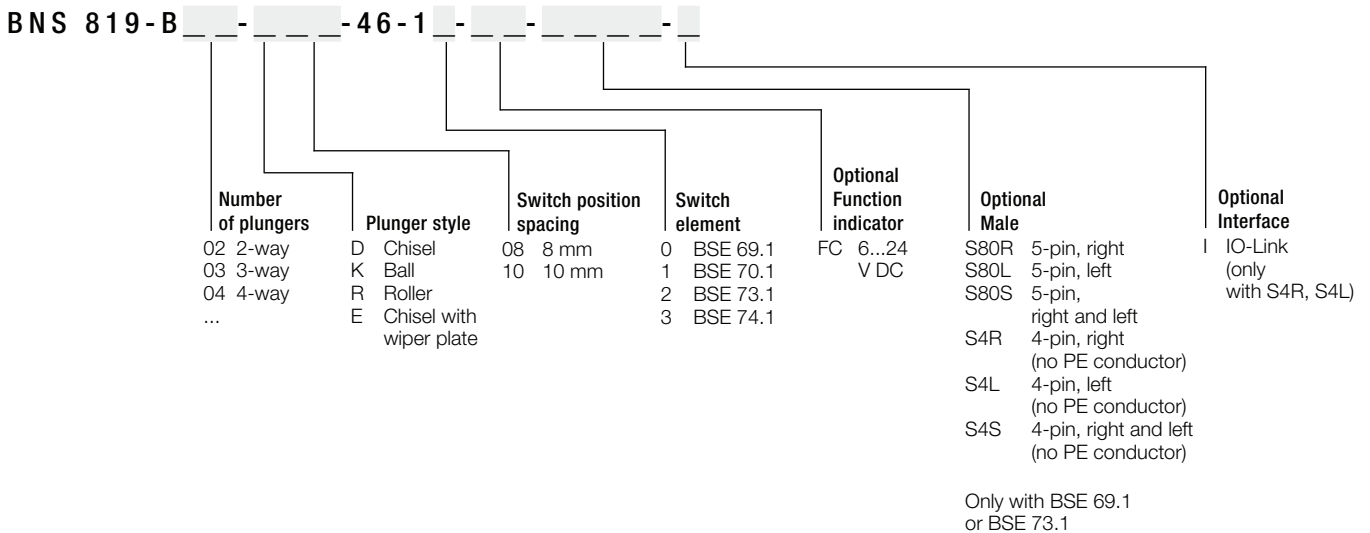 BNS 819-B_ _-_ _ _-46-1_-_ _-_ _ _ _-_
Number
of plungers
02 2-way
03 3-way
04 4-way
...
Plunger style
D Chisel
K Ball
R Roller
E Chisel with
wiper plate
Switch position
spacing
08 8 mm
10 10 mm
Switch
element
0 BSE 69.1
1 BSE 70.1
2 BSE 73.1
3 BSE 74.1
Optional
Function
indicator
FC 6...24
V DC
Optional
Male
S80R 5-pin, right
S80L 5-pin, left
S80S 5-pin,
right and left
S4R 4-pin, right
(no PE conductor)
S4L 4-pin, left
(no PE conductor)
S4S 4-pin, right and left
(no PE conductor)
Only with BSE 69.1
or BSE 73.1
Optional
Interface
I IO-Link
(only
with S4R, S4L)